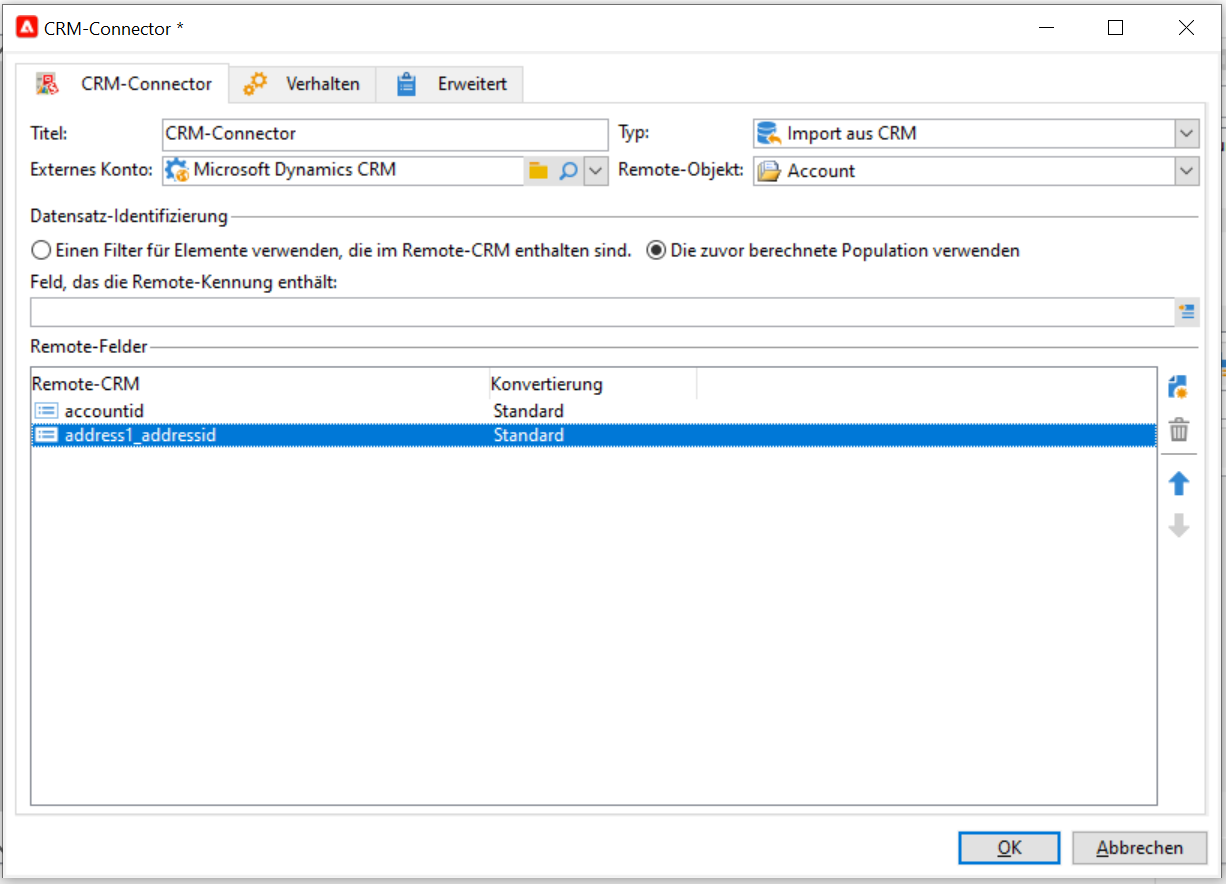 CRM-Connector *
CRM-Connector Verhalten Erweitert
Titel: CRM-Connector Typ: Import aus CRM
Externes Konto: Microsoft Dynamics CRM Remote-Objekt: Account
Datensatz-Identifizierung
Einen Filter für Elemente verwenden, die im Remote-CRM enthalten sind. Die zuvor berechnete Population verwenden
Feld, das die Remote-Kennung enthält:
Remote-Felder
Remote-CRM Konvertierung
accountid Standard
address1_addressid Standard
OK Abbrechen